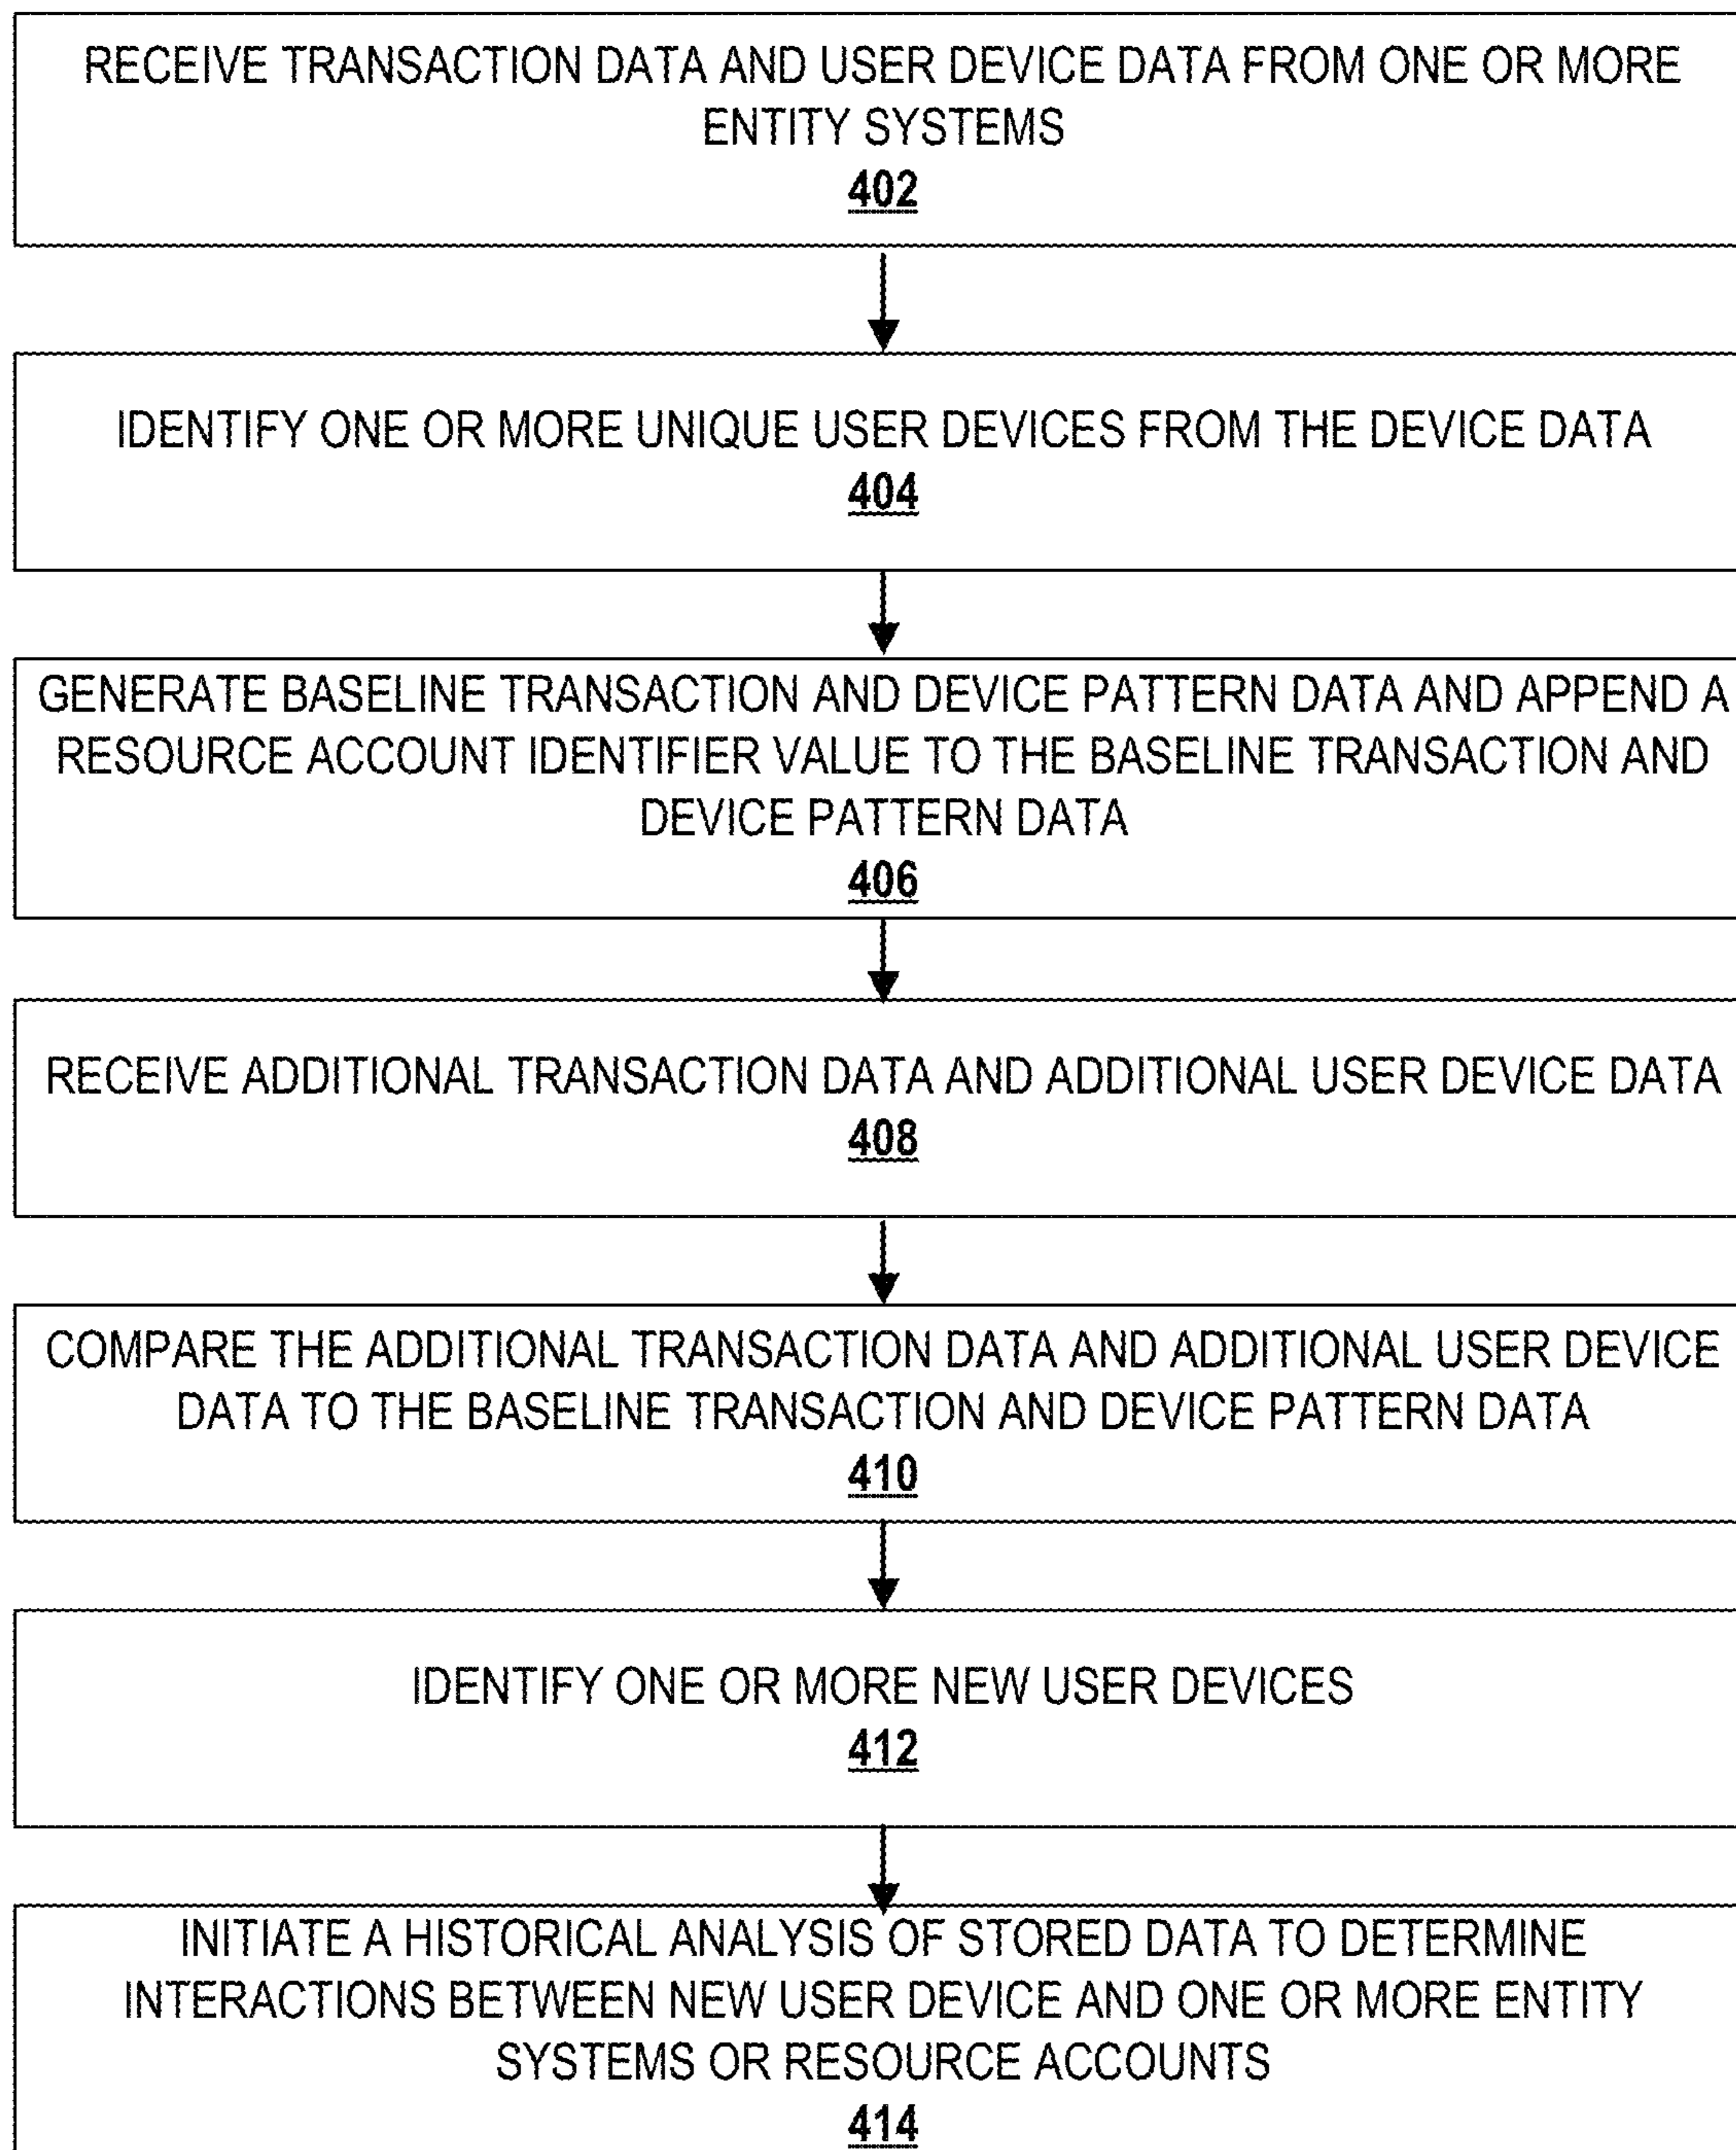 RECEIVE TRANSACTION DATA AND USER DEVICE DATA FROM ONE OR MORE
ENTITY SYSTEMS
402
IDENTIFY ONE OR MORE UNIQUE USER DEVICES FROM THE DEVICE DATA
404
GENERATE BASELINE TRANSACTION AND DEVICE PATTERN DATA AND APPEND A
RESOURCE ACCOUNT IDENTIFIER VALUE TO THE BASELINE TRANSACTION AND
DEVICE PATTERN DATA
406
RECEIVE ADDITIONAL TRANSACTION DATA AND ADDITIONAL USER DEVICE DATA
408
COMPARE THE ADDITIONAL TRANSACTION DATA AND ADDITIONAL USER DEVICE
DATA TO THE BASELINE TRANSACTION AND DEVICE PATTERN DATA
410
IDENTIFY ONE OR MORE NEW USER DEVICES
412
INITIATE A HISTORICAL ANALYSIS OF STORED DATA TO DETERMINE
INTERACTIONS BETWEEN NEW USER DEVICE AND ONE OR MORE ENTITY
SYSTEMS OR RESOURCE ACCOUNTS
414